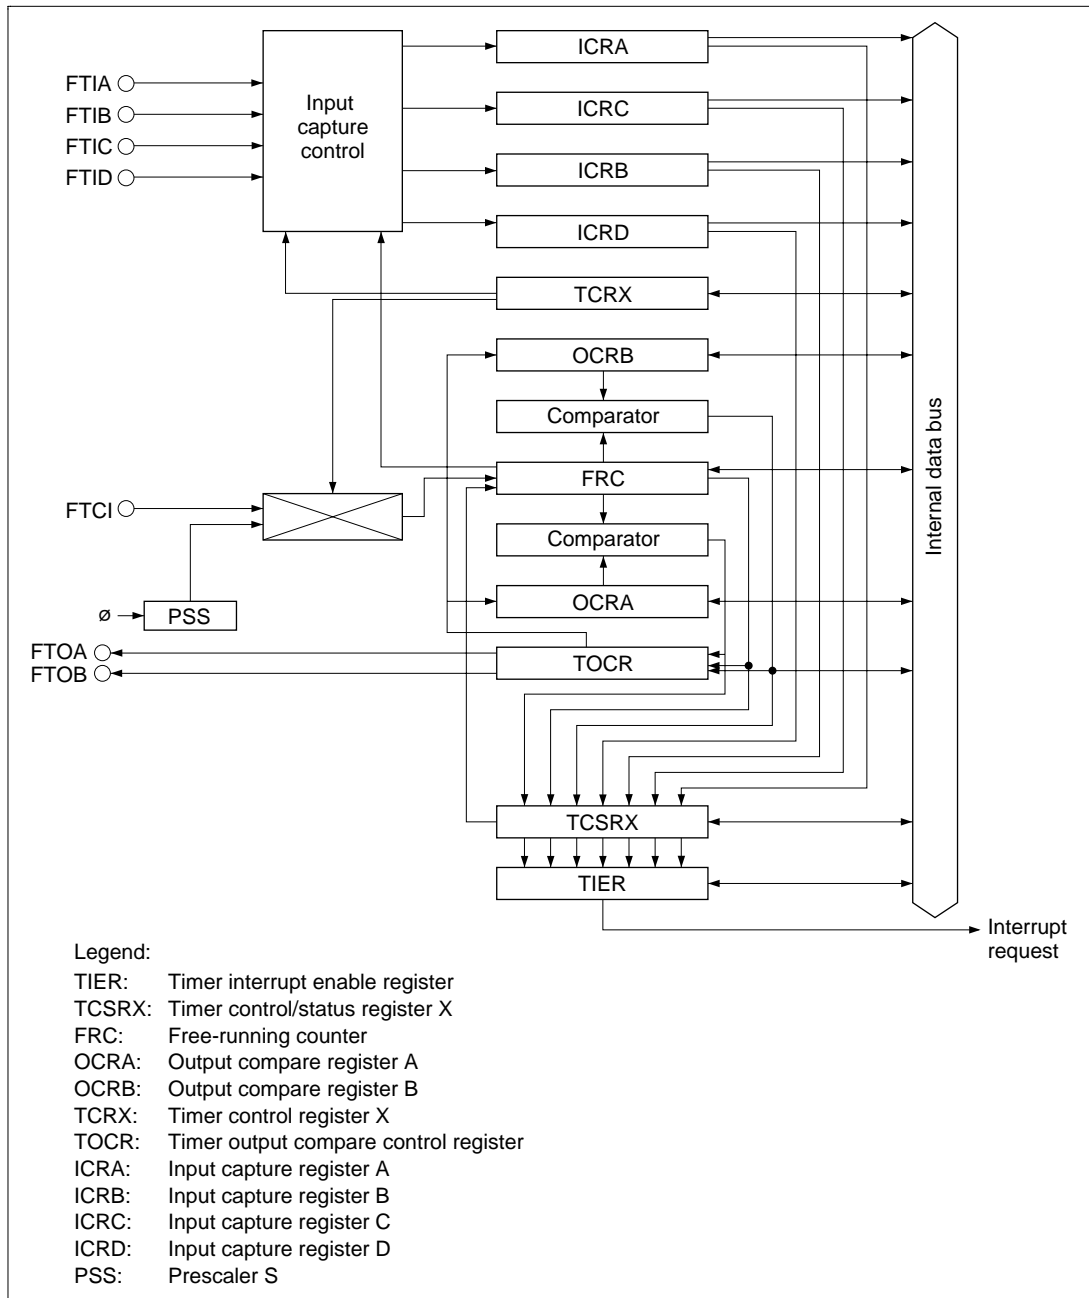 ICRA
FTIA
FTIB
FTIC
FTID
Input
capture
control
ICRC
ICRB
ICRD
TCRX
OCRB
Comparator
FRC
FTCI
Comparator
OCRA
ø
PSS
FTOA
FTOB
TOCR
TCSRX
TIER
Internal data bus
Interrupt
request
Legend:
TIER: Timer interrupt enable register
TCSRX: Timer control/status register X
FRC: Free-running counter
OCRA: Output compare register A
OCRB: Output compare register B
TCRX: Timer control register X
TOCR: Timer output compare control register
ICRA: Input capture register A
ICRB: Input capture register B
ICRC: Input capture register C
ICRD: Input capture register D
PSS: Prescaler S